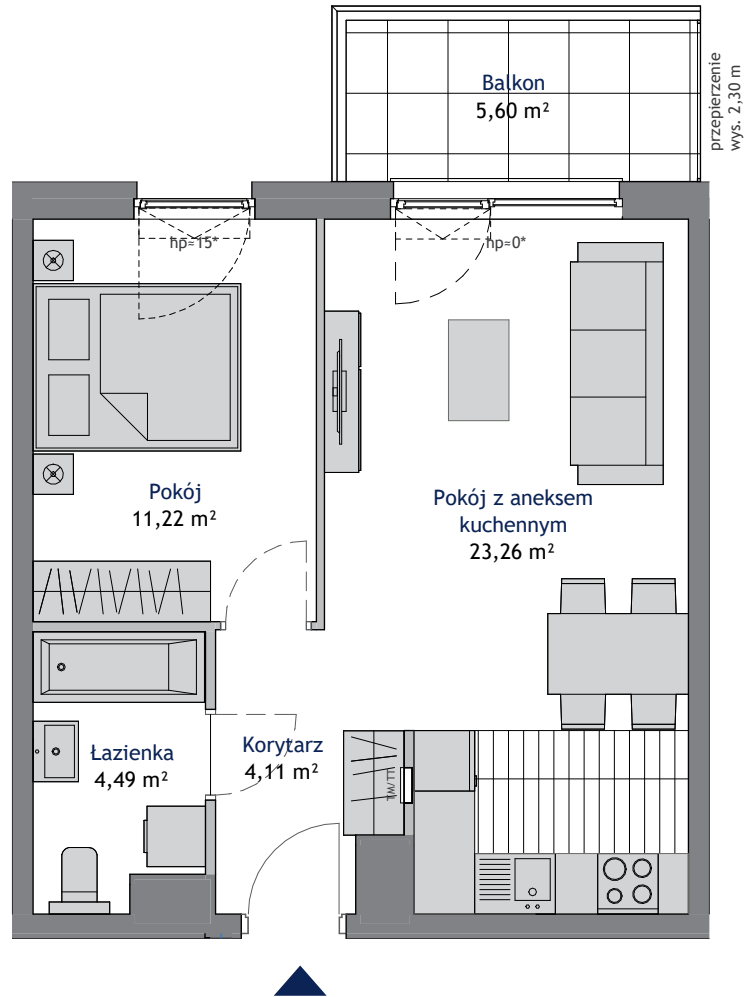 Balkon
5,60 m²
przepierzenie
wys. 2,30 m
hp≈15*
hp≈0*
Pokój
11,22 m²
Pokój z aneksem
kuchennym
23,26 m²
Łazienka
4,49 m²
Korytarz
4,11 m²